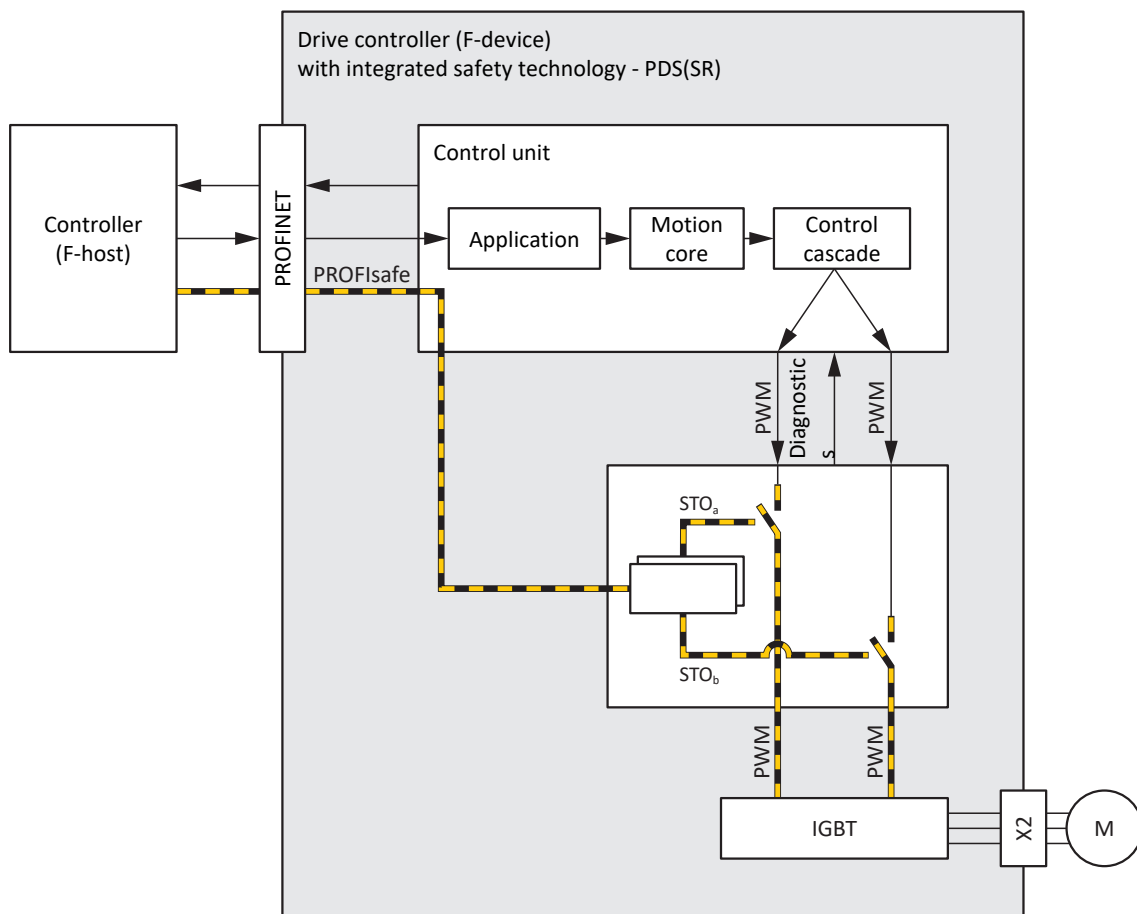 Drive controller (F-device)
with integrated safety technology - PDS(SR)
Control unit
Controller
(F-host)
PROFINET
PROFIsafe
Application
Motion
core
Control
cascade
PWM
Diagnostic
s
PWM
STOa
STOb
PWM
PWM
IGBT
X2
M